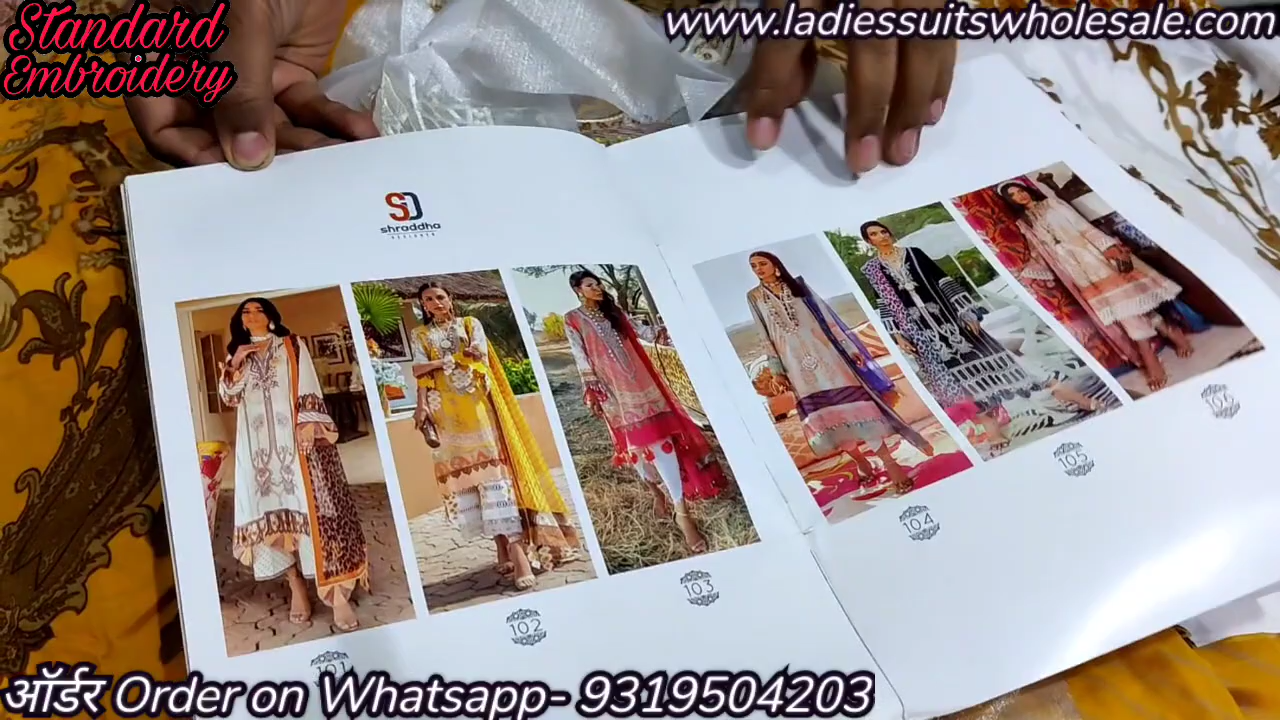 Standard
Embroidery
www.ladiessuitswholesale.com
SD
shraddha
DESIGNER
101
102
103
104
105
106
ऑर्डर Order on Whatsapp- 9319504203